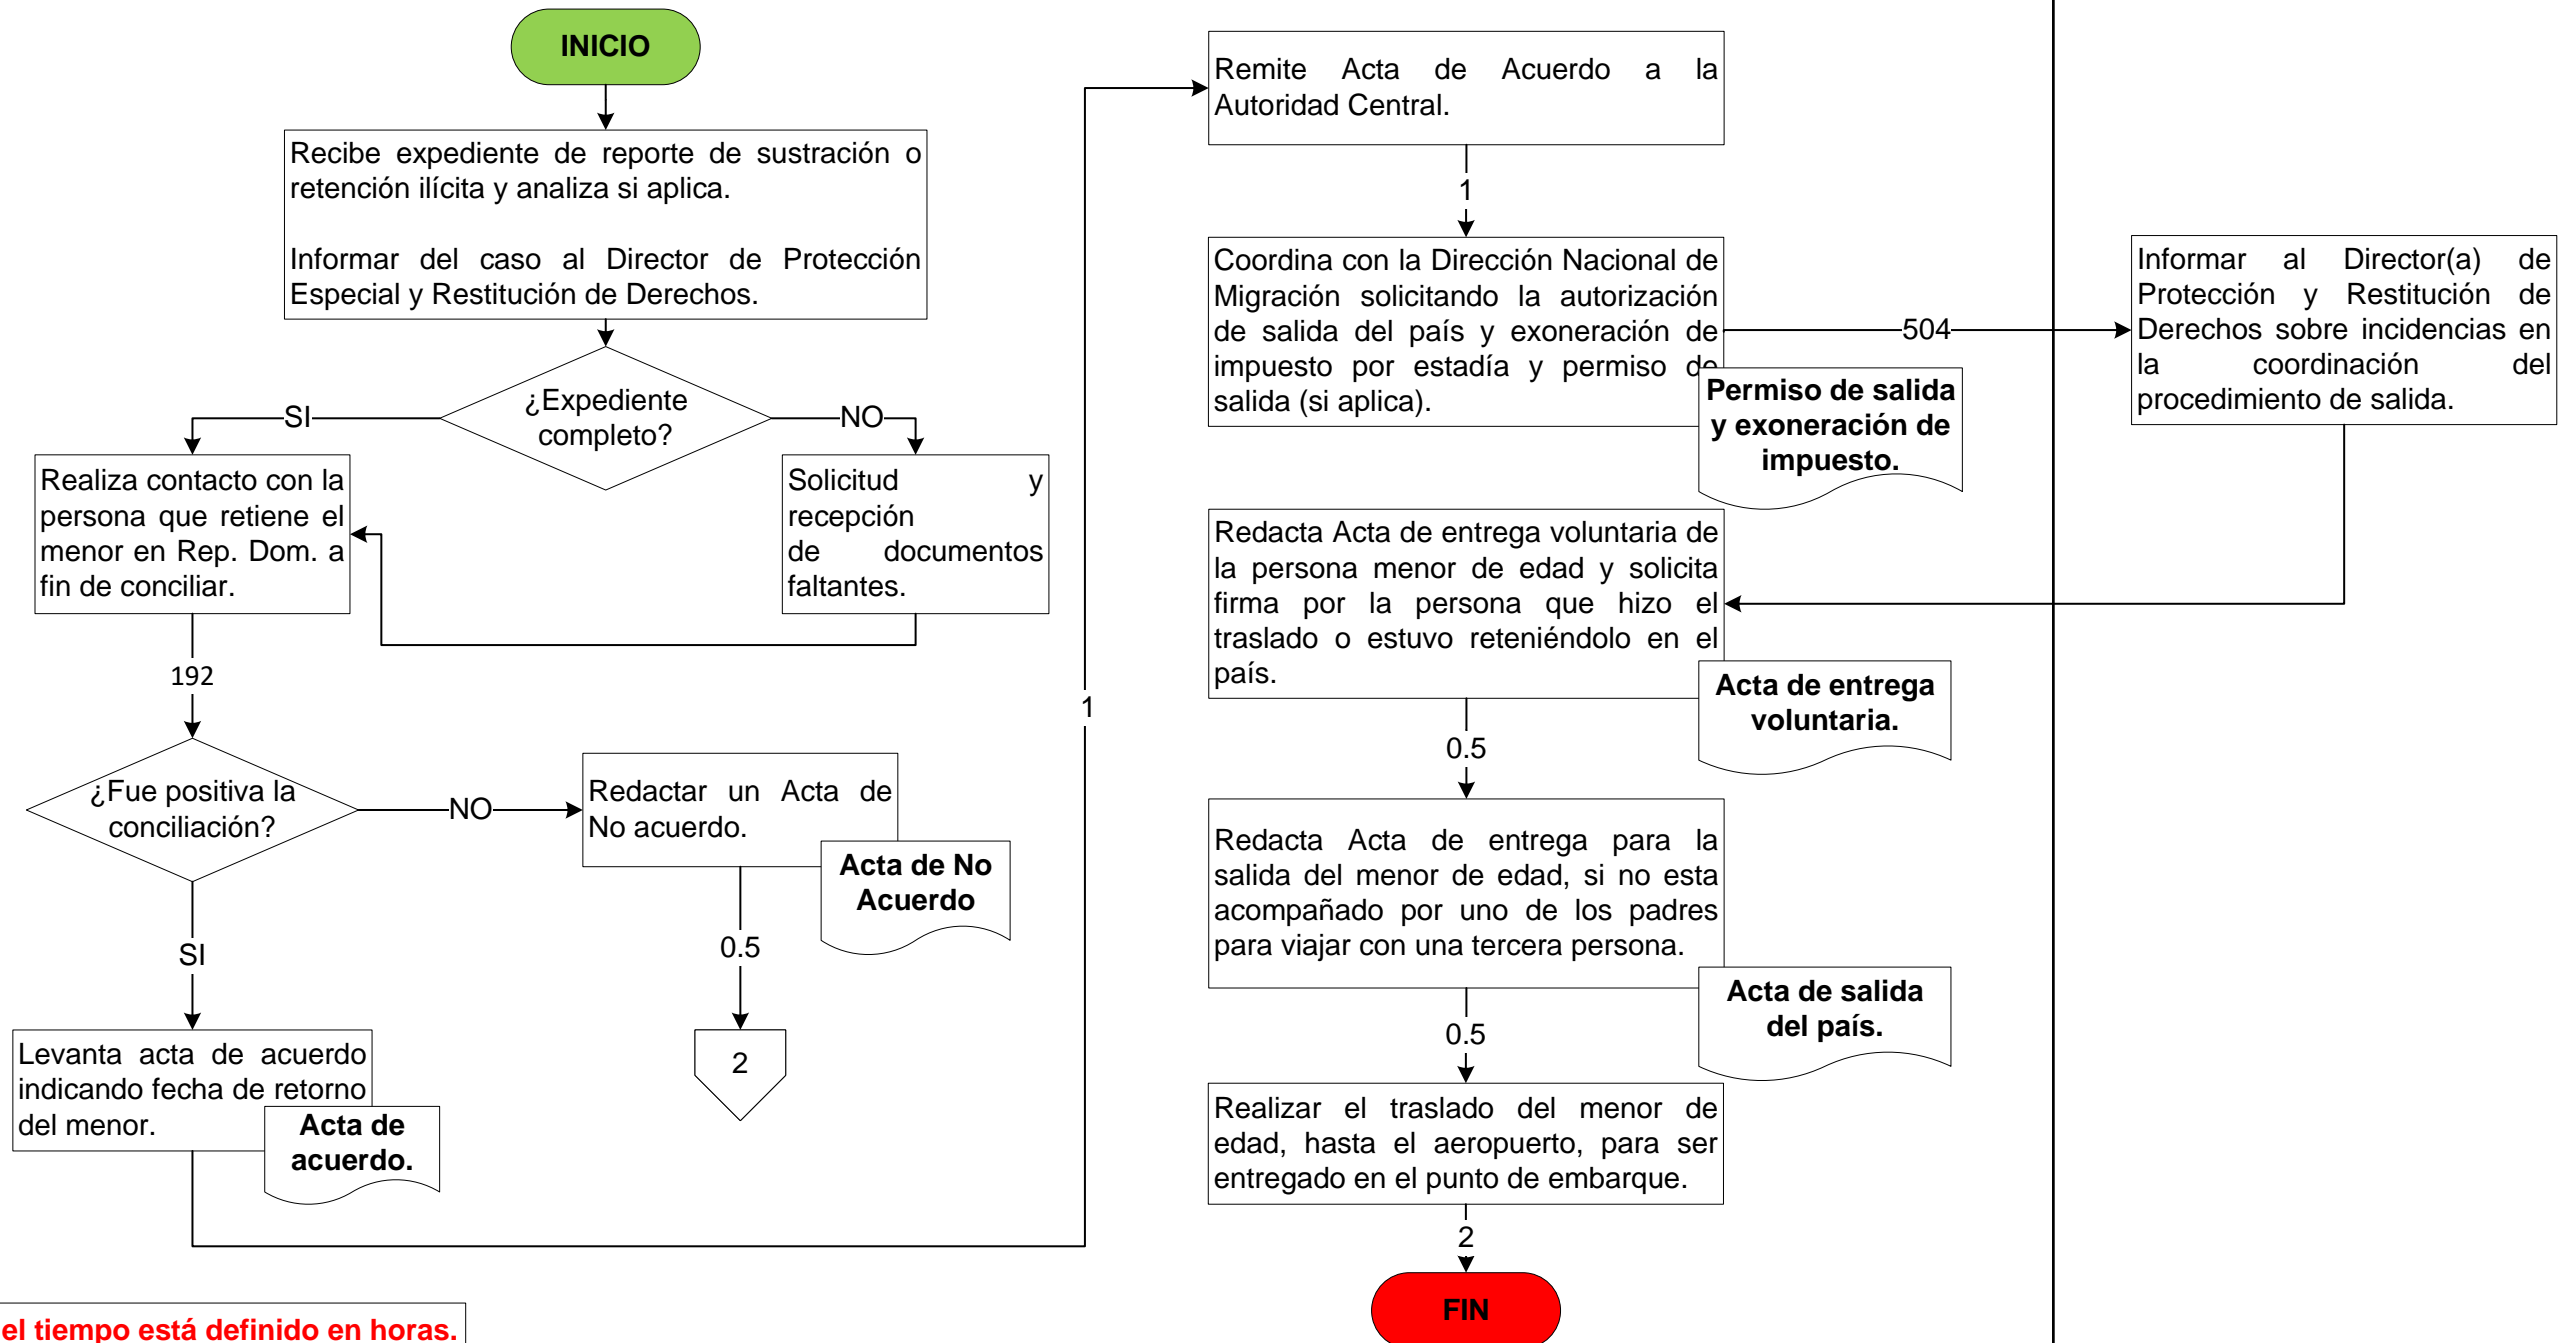 INICIO
Recibe expediente de reporte de sustración o
retención ilícita y analiza si aplica.
Informar del caso al Director de Protección
Especial y Restitución de Derechos.
¿Expediente
completo?
SI
NO
Realiza contacto con la
persona que retiene el
menor en Rep. Dom. a
fin de conciliar.
Solicitud y
recepción
de documentos
faltantes.
192
¿Fue positiva la
conciliación?
NO
Redactar un Acta de
No acuerdo.
Acta de No
Acuerdo
0.5
2
SI
Levanta acta de acuerdo
indicando fecha de retorno
del menor.
Acta de
acuerdo.
1
Remite Acta de Acuerdo a la
Autoridad Central.
1
Coordina con la Dirección Nacional de
Migración solicitando la autorización
de salida del país y exoneración de
impuesto por estadía y permiso de
salida (si aplica).
Permiso de salida
y exoneración de
impuesto.
504
Informar al Director(a) de
Protección y Restitución de
Derechos sobre incidencias en
la coordinación del
procedimiento de salida.
Redacta Acta de entrega voluntaria de
la persona menor de edad y solicita
firma por la persona que hizo el
traslado o estuvo reteniéndolo en el
país.
Acta de entrega
voluntaria.
0.5
Redacta Acta de entrega para la
salida del menor de edad, si no esta
acompañado por uno de los padres
para viajar con una tercera persona.
Acta de salida
del país.
0.5
Realizar el traslado del menor de
edad, hasta el aeropuerto, para ser
entregado en el punto de embarque.
2
FIN
el tiempo está definido en horas.